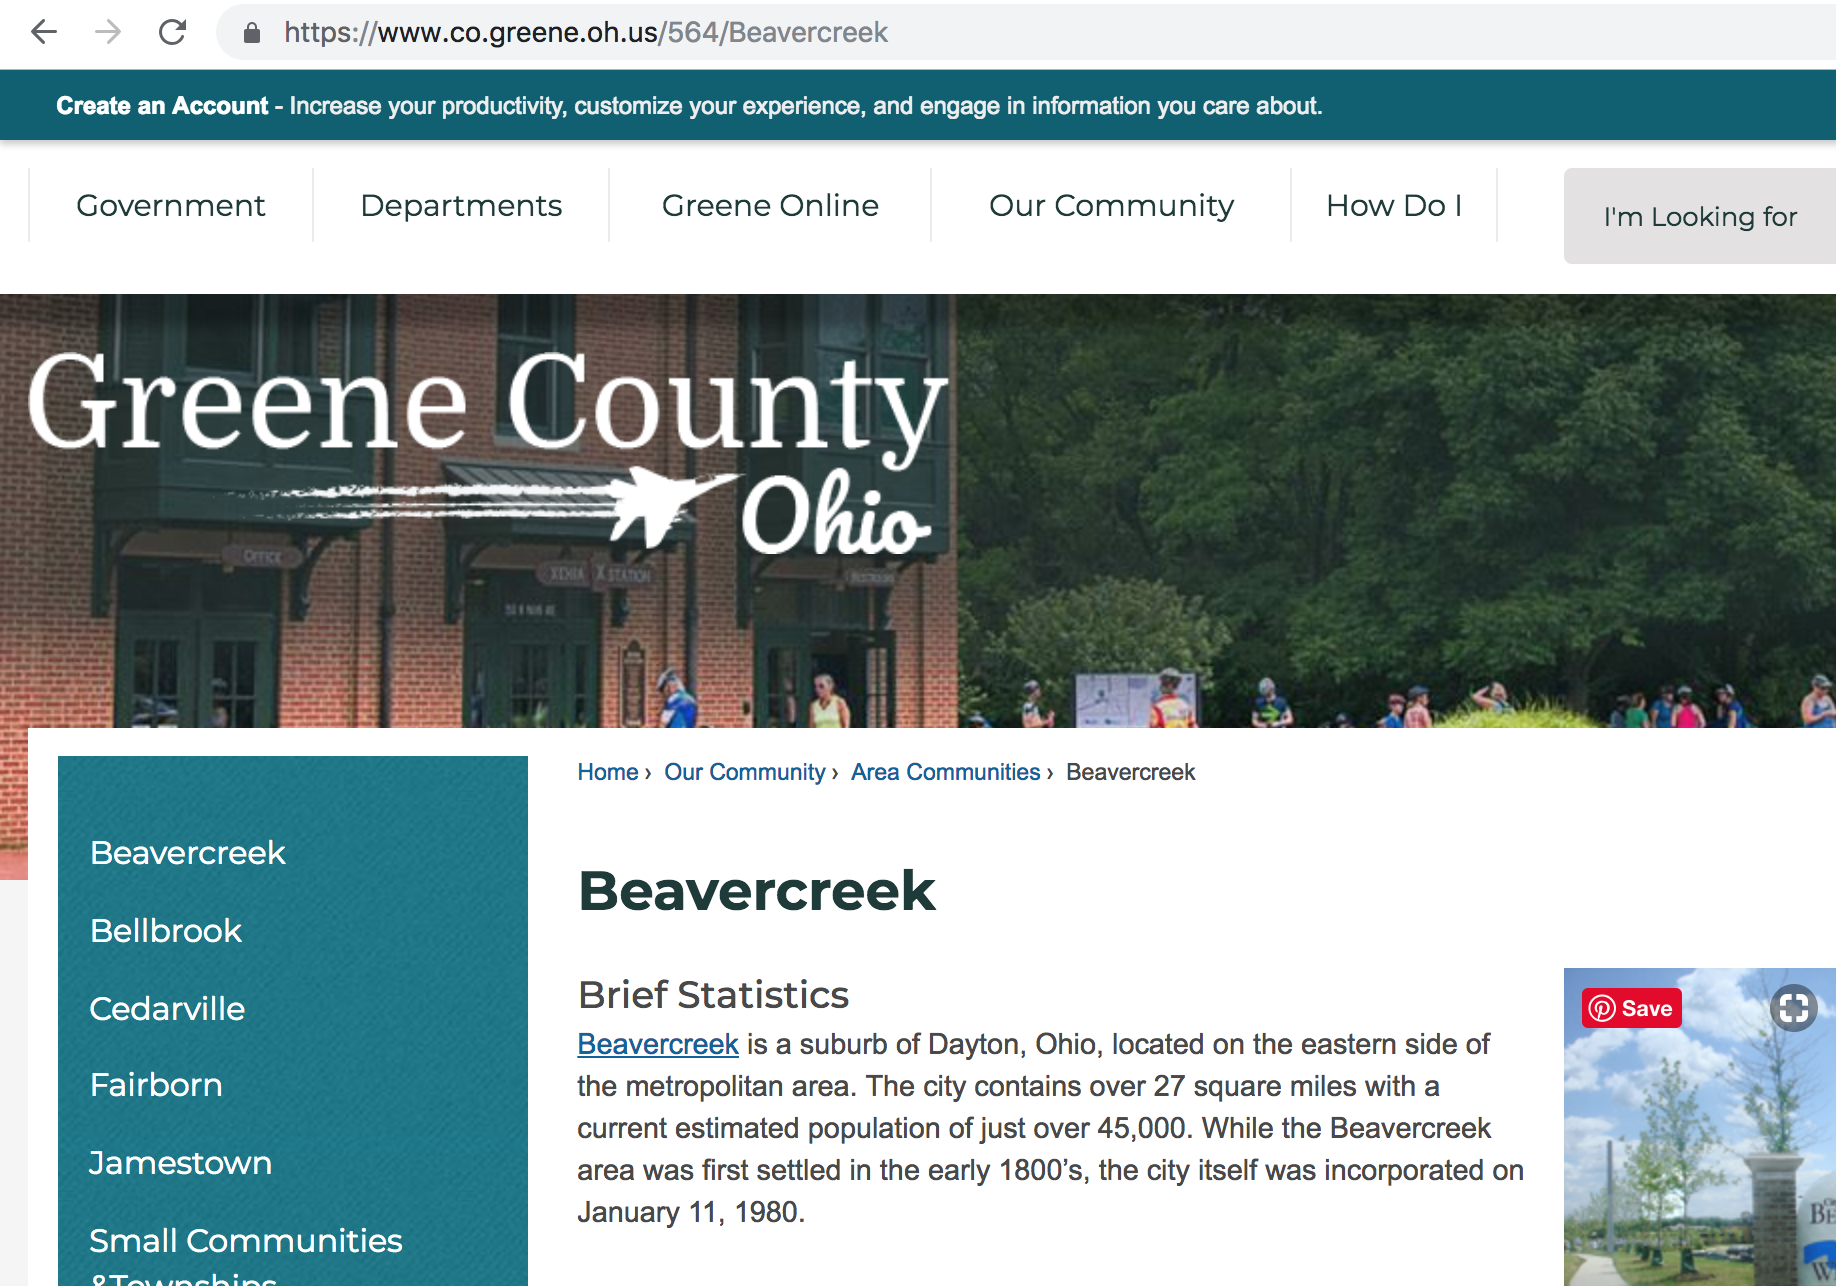 https://www.co.greene.oh.us/564/Beavercreek
Create an Account - Increase your productivity, customize your experience, and engage in information you care about.
Government
Departments
Greene Online
Our Community
How Do I
I'm Looking for
Greene County
Ohio
OFFICE
XENIA X STATION
Home › Our Community › Area Communities › Beavercreek
Beavercreek
Bellbrook
Cedarville
Fairborn
Jamestown
Small Communities
&Townships
Beavercreek
Brief Statistics
Save
Beavercreek is a suburb of Dayton, Ohio, located on the eastern side of
the metropolitan area. The city contains over 27 square miles with a
current estimated population of just over 45,000. While the Beavercreek
area was first settled in the early 1800’s, the city itself was incorporated on
January 11, 1980.